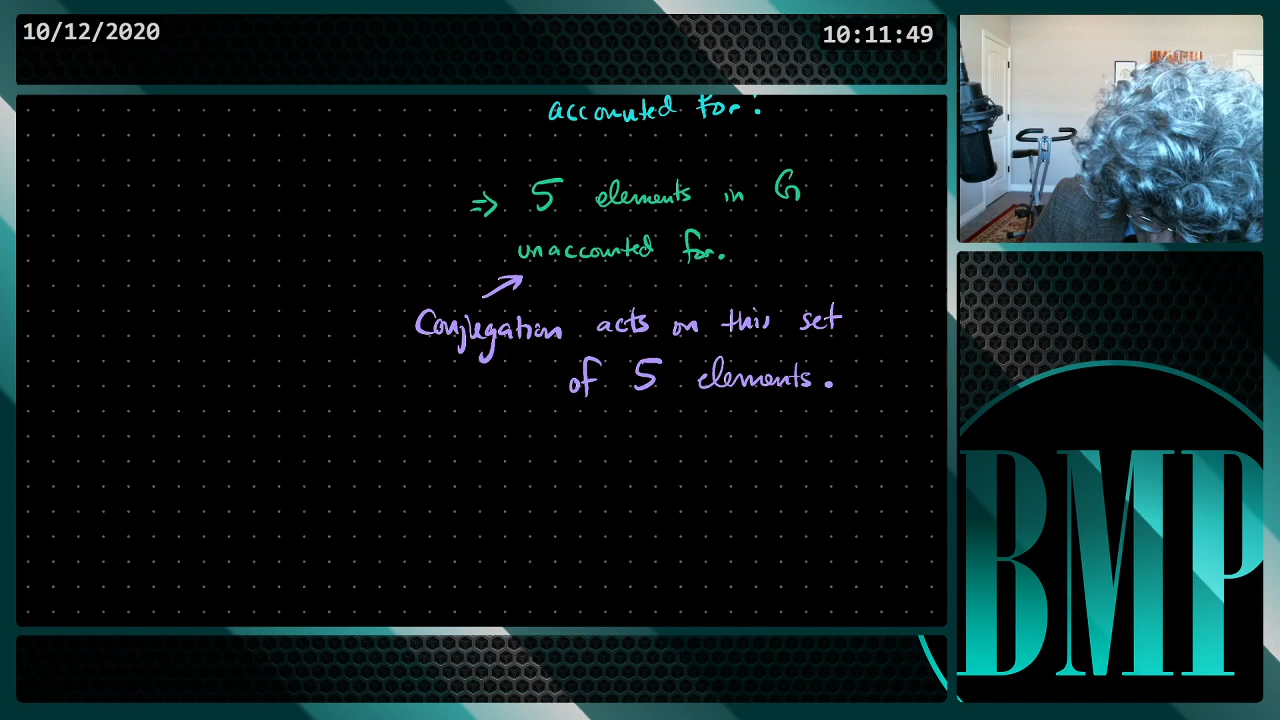 10/12/2020
10:11:49
accounted for!
⇒ 5 elements in G
unaccounted for.
Conjugation acts on this set
of 5 elements.
BMP